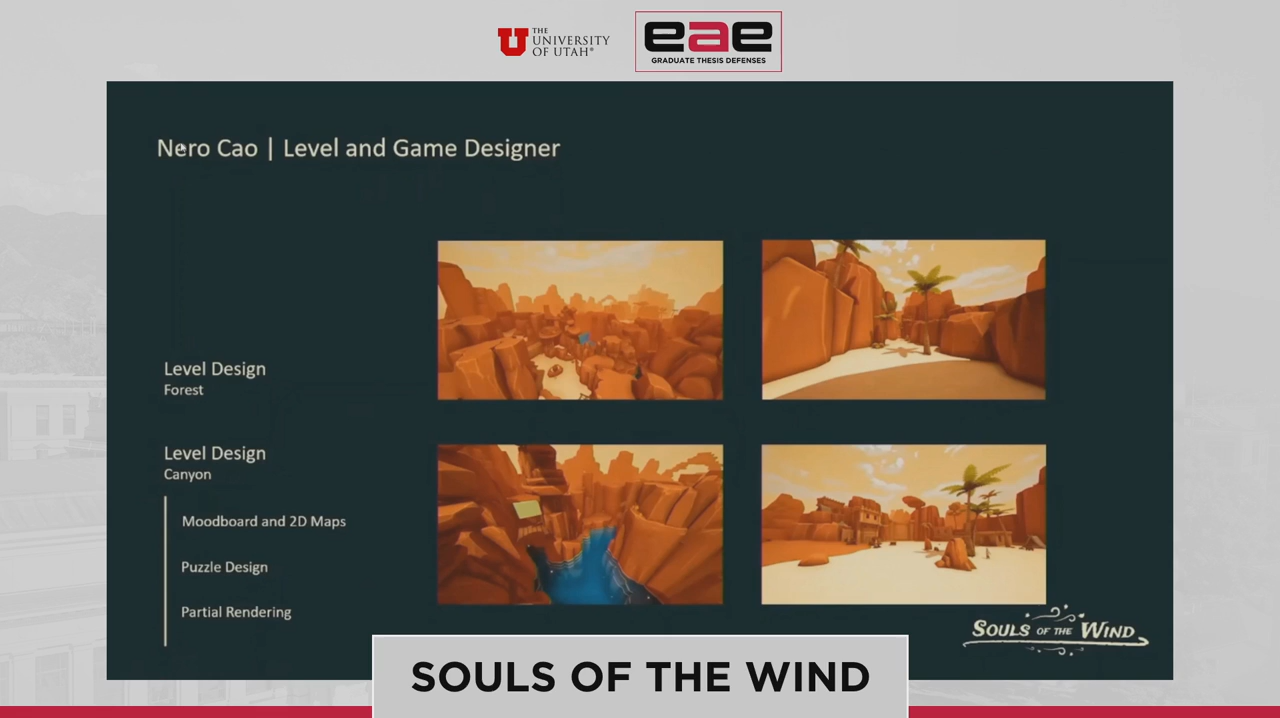 THE
UNIVERSITY
OF UTAH®
eae
GRADUATE THESIS DEFENSES
Nero Cao | Level and Game Designer
Level Design
Forest
Level Design
Canyon
Moodboard and 2D Maps
Puzzle Design
Partial Rendering
SOULS OF THE WIND
SOULS OF THE WIND